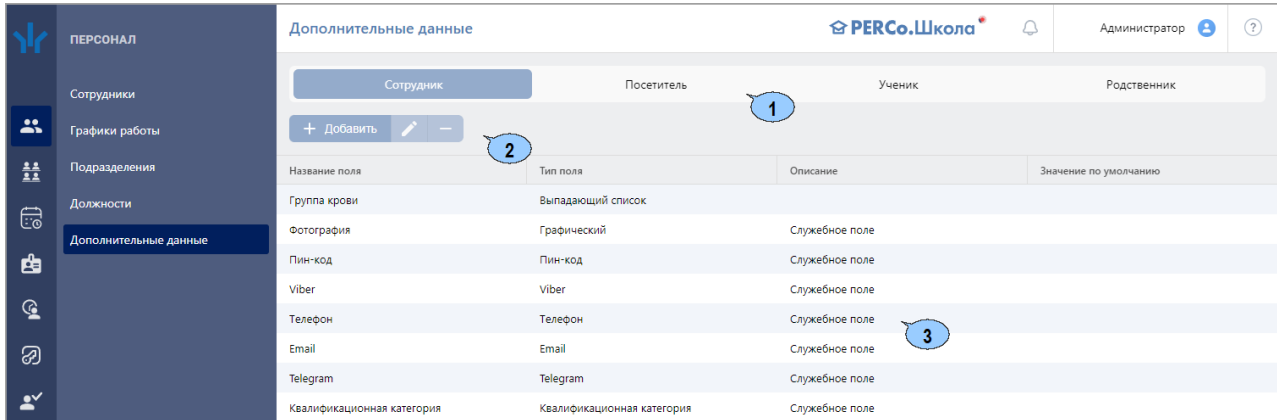 ПЕРСОНАЛ
Сотрудники
Графики работы
Подразделения
Должности
Дополнительные данные
Дополнительные данные
PERCo.Школа
Администратор
?
Сотрудник Посетитель Ученик Родственник
1
+ Добавить
2
Название поля Тип поля Описание Значение по умолчанию
Группа крови Выпадающий список
Фотография Графический Служебное поле
Пин-код Пин-код Служебное поле
Viber Viber Служебное поле
Телефон Телефон Служебное поле
3
Email Email Служебное поле
Telegram Telegram Служебное поле
Квалификационная категория Квалификационная категория Служебное поле